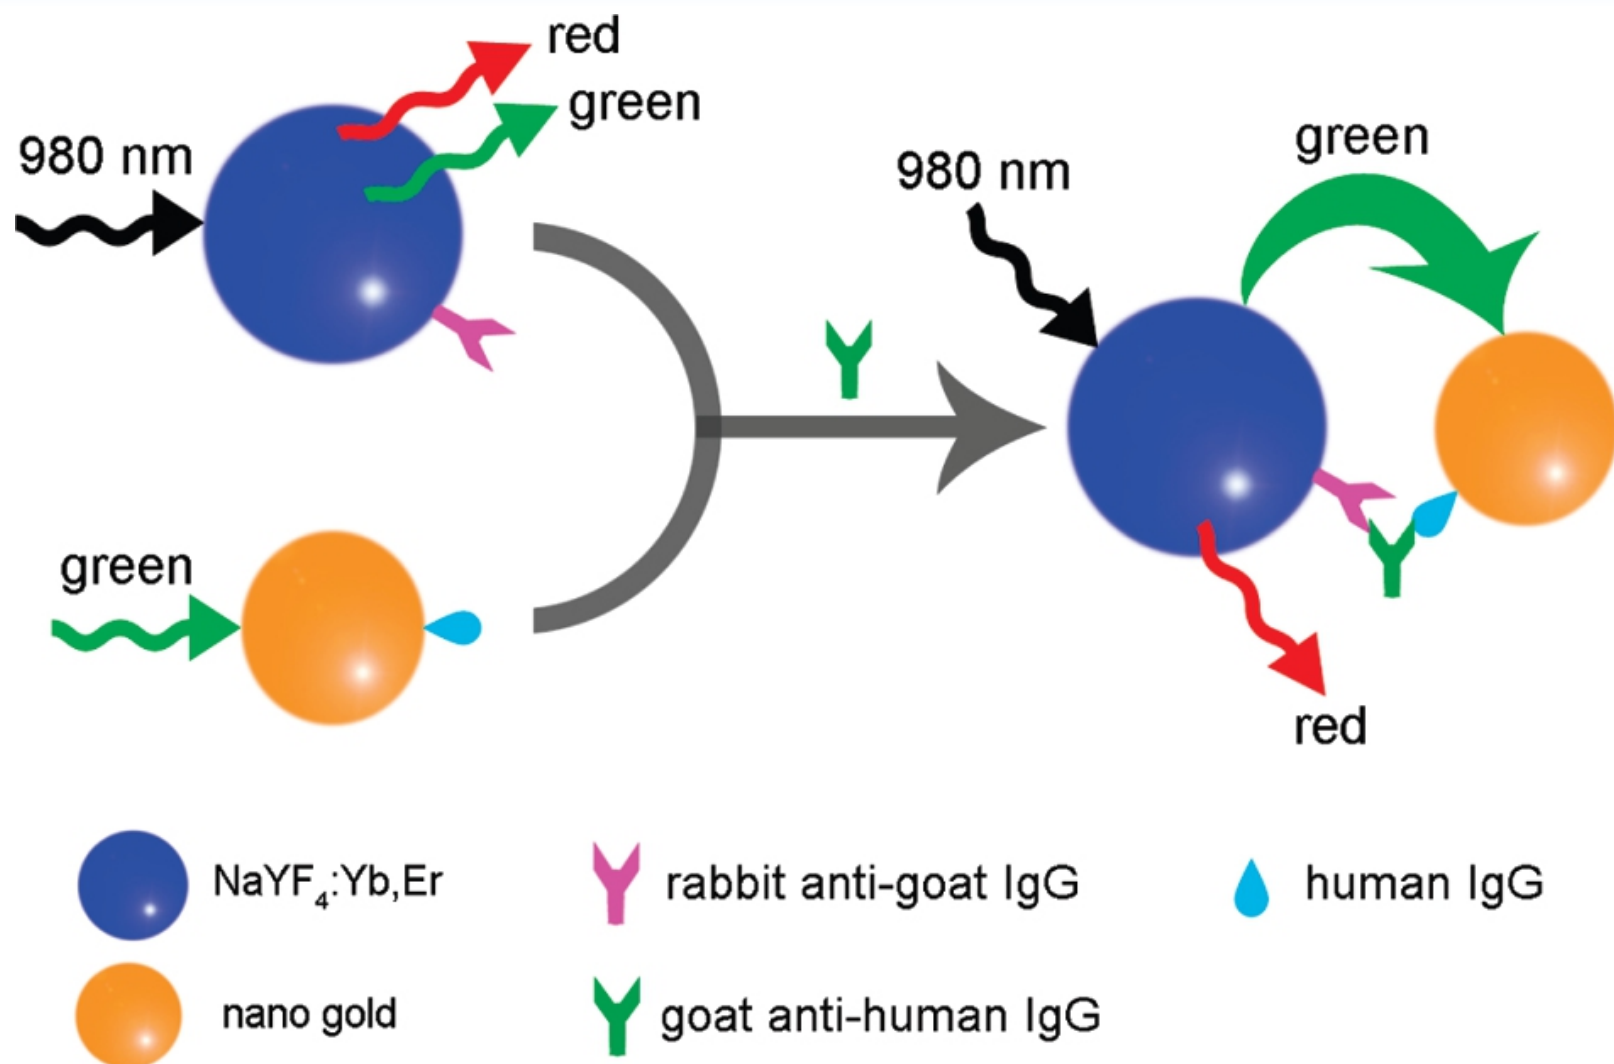 red
green
980 nm
green
980 nm
green
red
NaYF₄:Yb,Er
rabbit anti-goat IgG
human IgG
nano gold
goat anti-human IgG